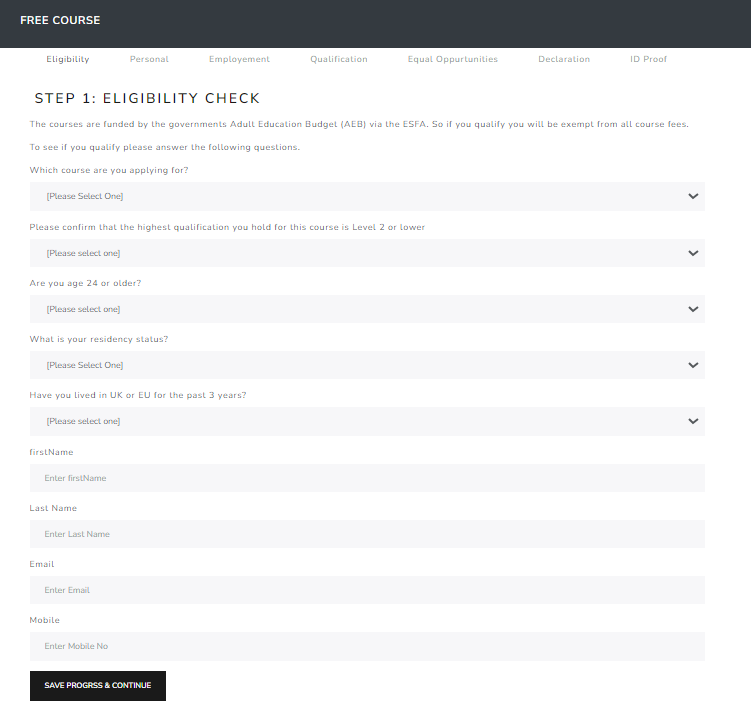 FREE COURSE
Eligibility Personal Employement Qualification Equal Oppurtunities Declaration ID Proof
STEP 1: ELIGIBILITY CHECK
The courses are funded by the governments Adult Education Budget (AEB) via the ESFA. So if you qualify you will be exempt from all course fees.
To see if you qualify please answer the following questions.
Which course are you applying for?
[Please Select One]
Please confirm that the highest qualification you hold for this course is Level 2 or lower
[Please select one]
Are you age 24 or older?
[Please select one]
What is your residency status?
[Please Select One]
Have you lived in UK or EU for the past 3 years?
[Please select one]
firstName
Enter firstName
Last Name
Enter Last Name
Email
Enter Email
Mobile
Enter Mobile No
SAVE PROGRSS & CONTINUE